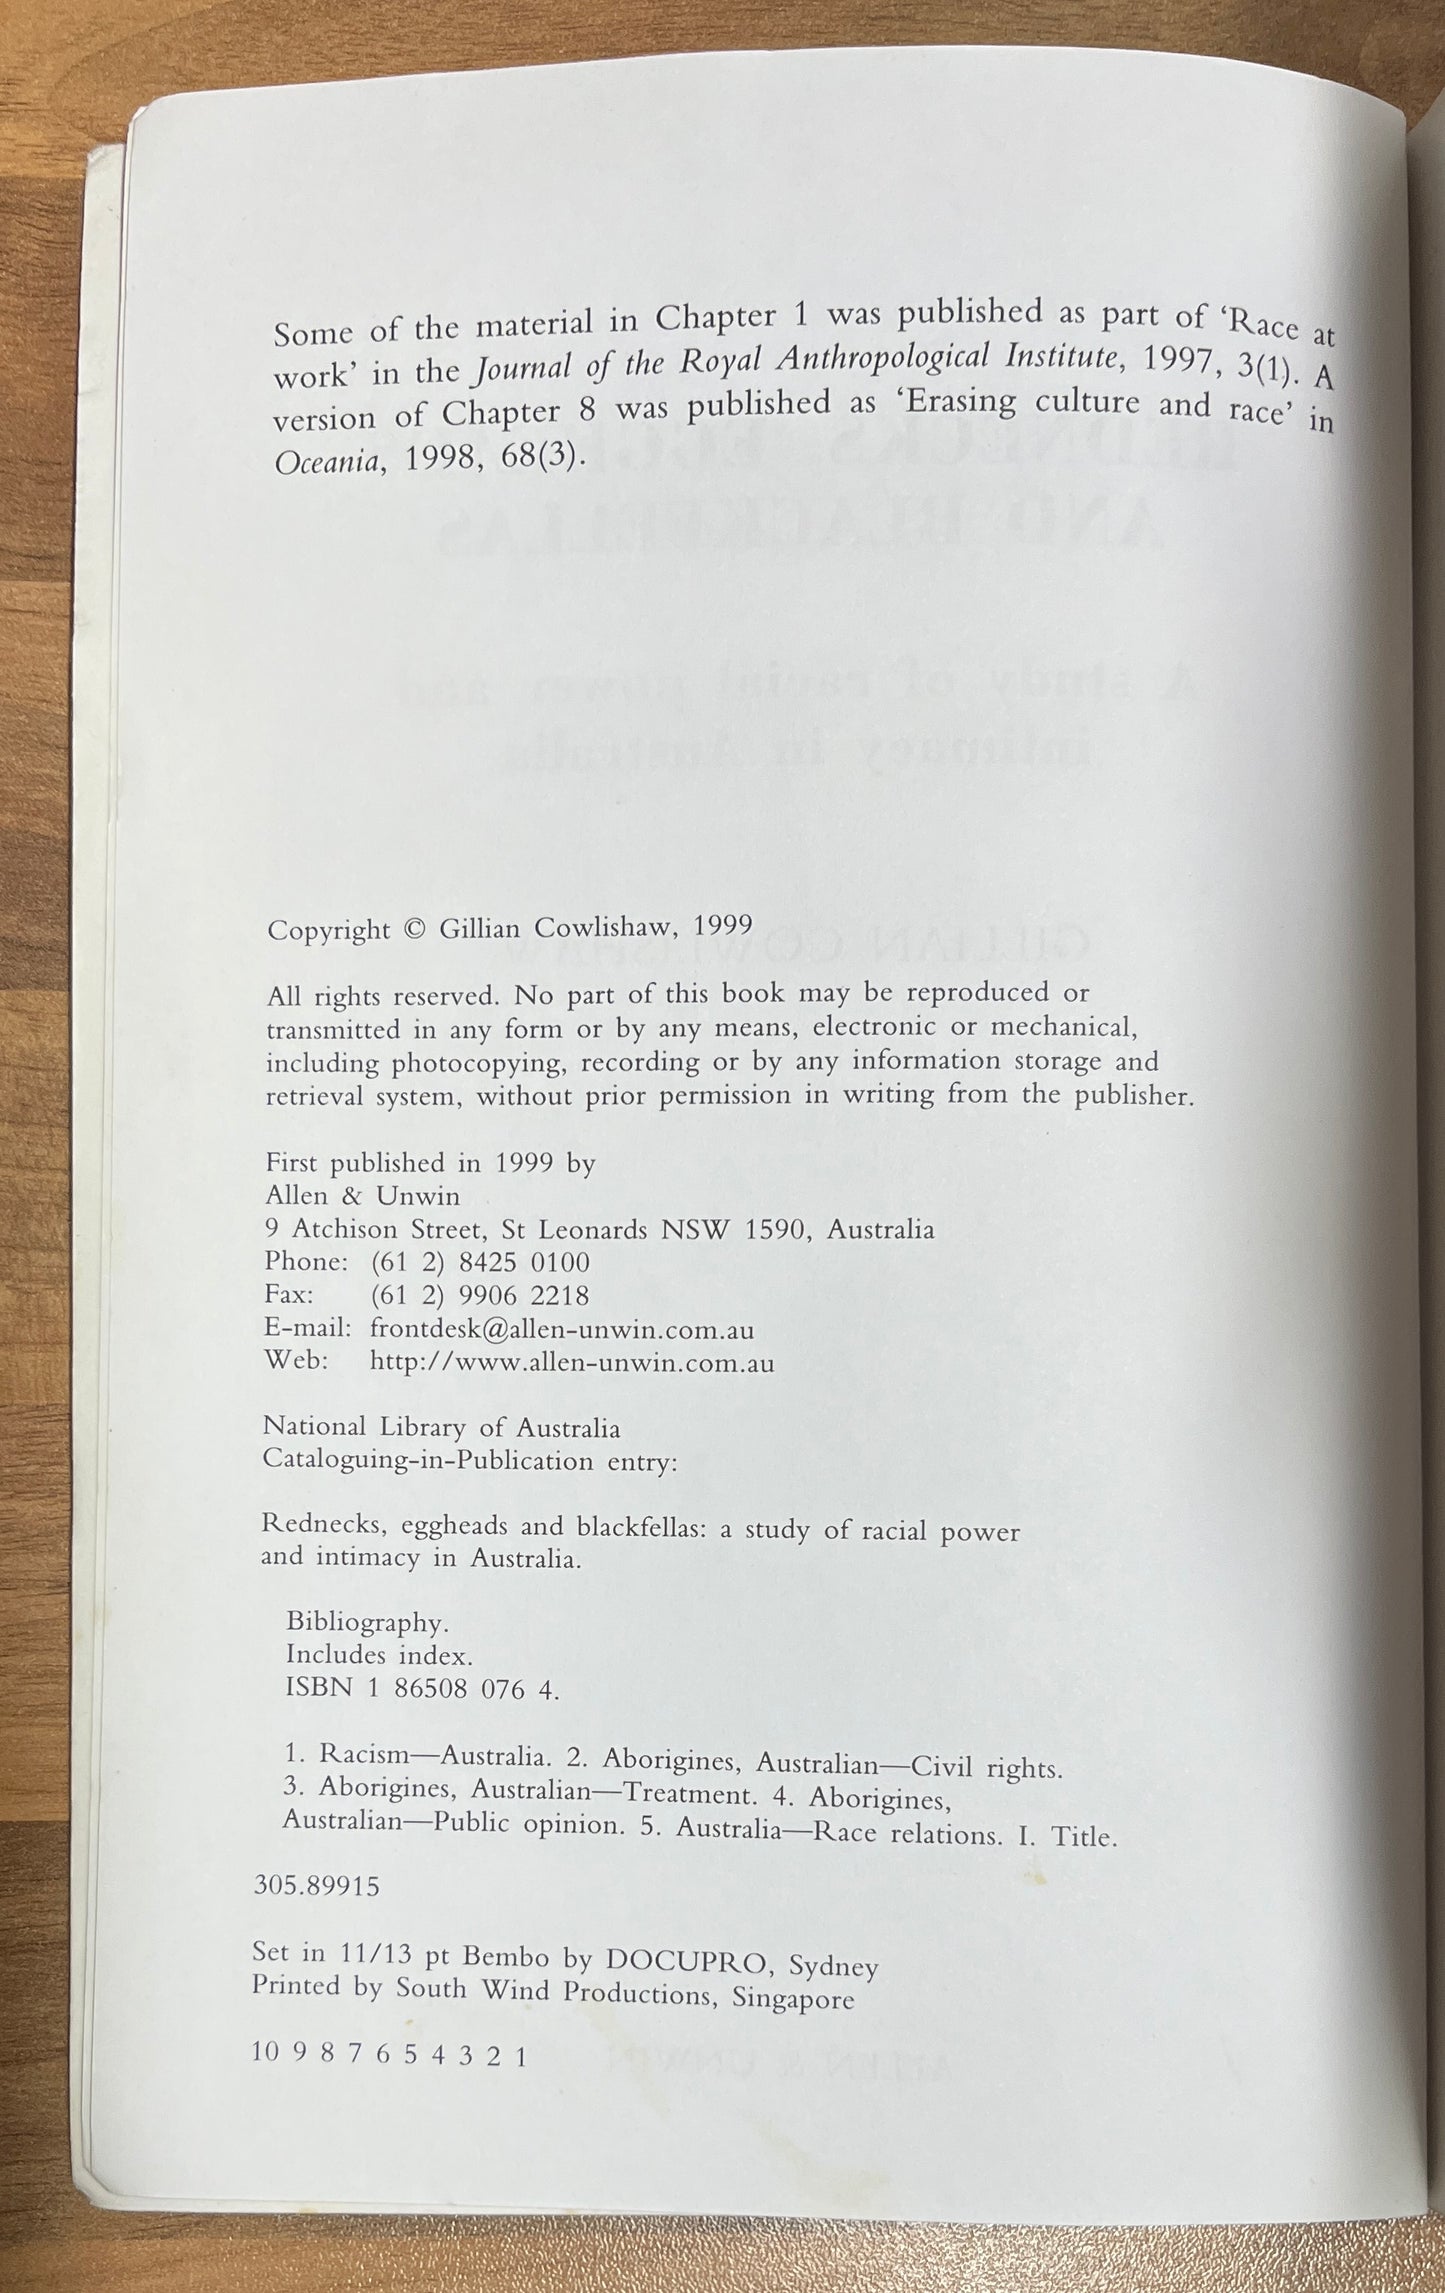 Some of the material in Chapter 1 was published as part of ‘Race at
work’ in the Journal of the Royal Anthropological Institute, 1997, 3(1). A
version of Chapter 8 was published as ‘Erasing culture and race’ in
Oceania, 1998, 68(3).
Copyright © Gillian Cowlishaw, 1999
All rights reserved. No part of this book may be reproduced or
transmitted in any form or by any means, electronic or mechanical,
including photocopying, recording or by any information storage and
retrieval system, without prior permission in writing from the publisher.
First published in 1999 by
Allen & Unwin
9 Atchison Street, St Leonards NSW 1590, Australia
Phone: (61 2) 8425 0100
Fax: (61 2) 9906 2218
E-mail: frontdesk@allen-unwin.com.au
Web: http://www.allen-unwin.com.au
National Library of Australia
Cataloguing-in-Publication entry:
Rednecks, eggheads and blackfellas: a study of racial power
and intimacy in Australia.
Bibliography.
Includes index.
ISBN 1 86508 076 4.
1. Racism—Australia. 2. Aborigines, Australian—Civil rights.
3. Aborigines, Australian—Treatment. 4. Aborigines,
Australian—Public opinion. 5. Australia—Race relations. I. Title.
305.89915
Set in 11/13 pt Bembo by DOCUPRO, Sydney
Printed by South Wind Productions, Singapore
10 9 8 7 6 5 4 3 2 1